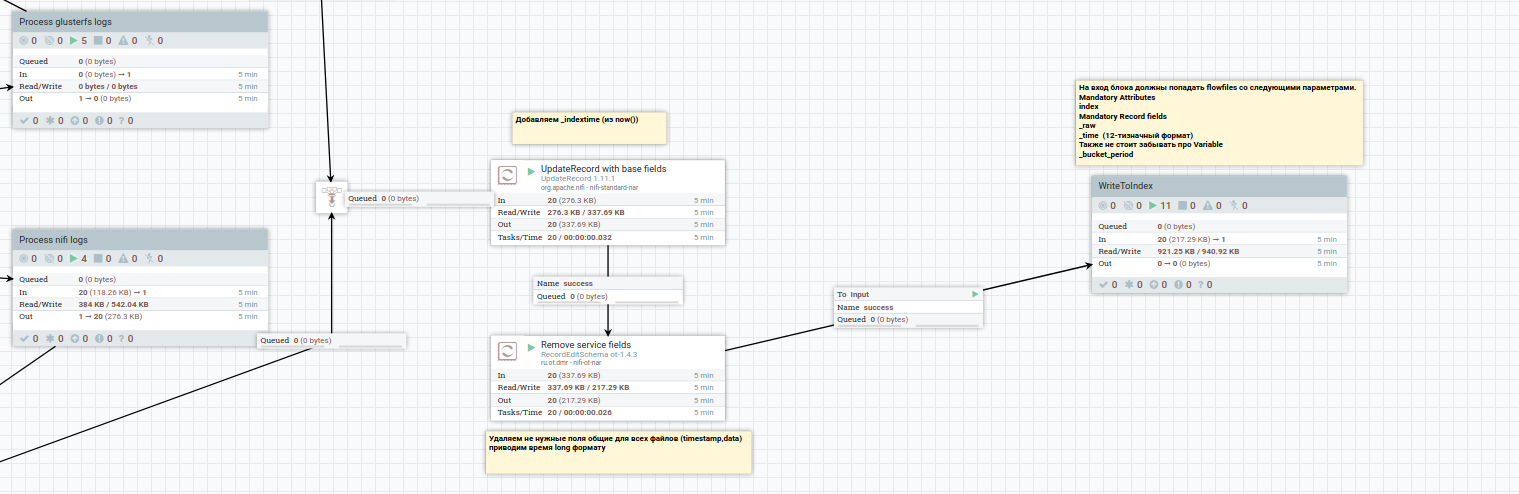 Process glusterfs logs
0 0 5 0 0 0
Queued 0 (0 bytes)
In 0 (0 bytes) → 1 5 min
Read/Write 0 bytes / 0 bytes 5 min
Out 1 → 0 (0 bytes) 5 min
0 0 0 0 ? 0
Process nifi logs
0 0 4 0 0 0
Queued 0 (0 bytes)
In 20 (118.26 KB) → 1 5 min
Read/Write 384 KB / 542.04 KB 5 min
Out 1 → 20 (276.3 KB) 5 min
0 0 0 0 ? 0
Queued 0 (0 bytes)
Queued 0 (0 bytes)
Добавляем _indextime (из now())
UpdateRecord with base fields
UpdateRecord 1.11.1
org.apache.nifi - nifi-standard-nar
In 20 (276.3 KB) 5 min
Read/Write 276.3 KB / 337.69 KB 5 min
Out 20 (337.69 KB) 5 min
Tasks/Time 20 / 00:00:00.032 5 min
Name success
Queued 0 (0 bytes)
Remove service fields
RecordEditSchema ot-1.4.3
ru.ot.dmr - nifi-ot-nar
In 20 (337.69 KB) 5 min
Read/Write 337.69 KB / 217.29 KB 5 min
Out 20 (217.29 KB) 5 min
Tasks/Time 20 / 00:00:00.026 5 min
Удаляем не нужные поля общие для всех файлов (timestamp,data)
приводим время long формату
To Input
Name success
Queued 0 (0 bytes)
На вход блока должны попадать flowfiles со следующими параметрами.
Mandatory Attributes
index
Mandatory Record fields
_raw
_time (12-тизначный формат)
Также не стоит забывать про Variable
_bucket_period
WriteToIndex
0 0 11 0 0 0
Queued 0 (0 bytes)
In 20 (217.29 KB) → 1 5 min
Read/Write 921.25 KB / 940.92 KB 5 min
Out 0 → 0 (0 bytes) 5 min
0 0 0 0 ? 0